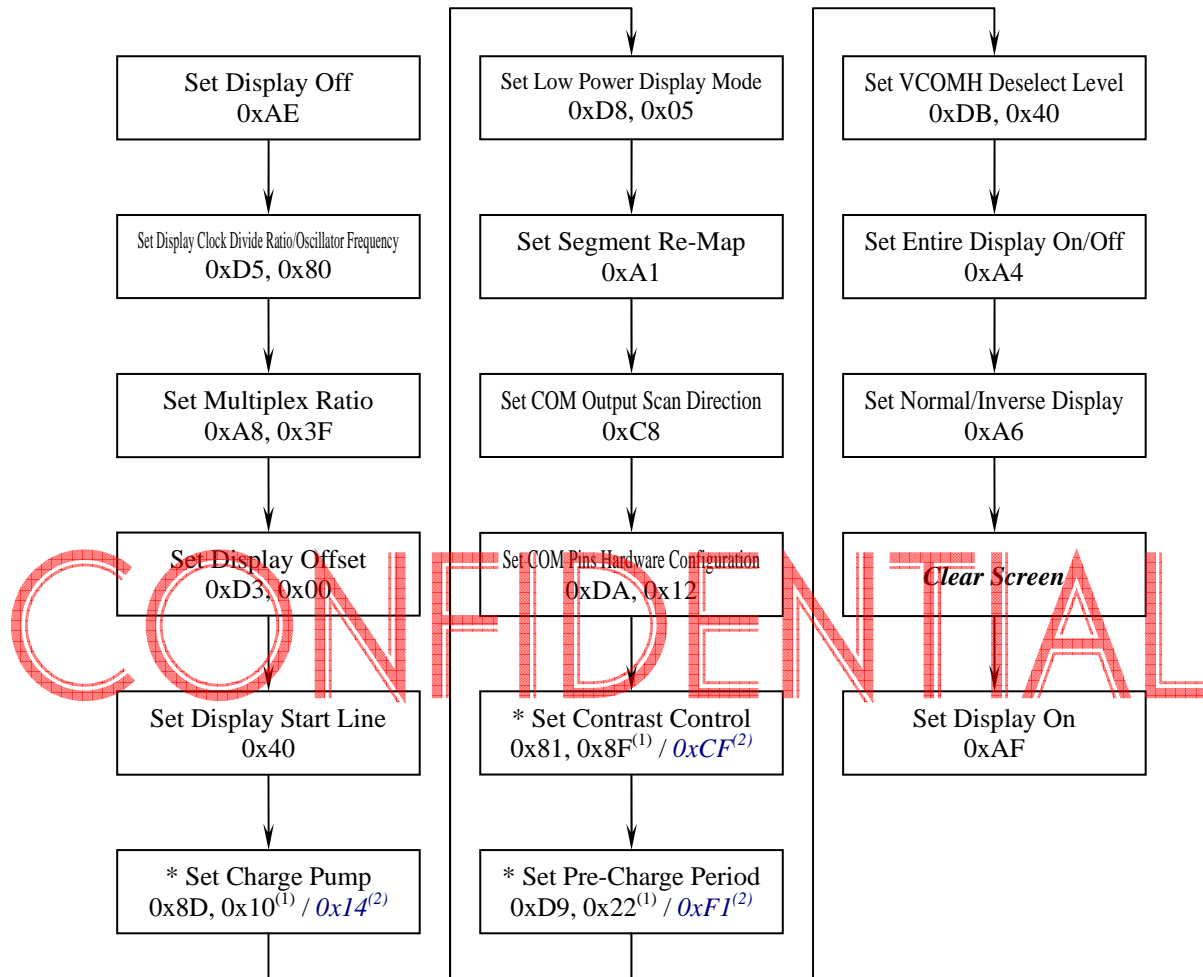 Set Display Off
0xAE
Set Display Clock Divide Ratio/Oscillator Frequency
0xD5, 0x80
Set Multiplex Ratio
0xA8, 0x3F
Set Display Offset
0xD3, 0x00
Set Display Start Line
0x40
* Set Charge Pump
0x8D, 0x10(1) / 0x14(2)
Set Low Power Display Mode
0xD8, 0x05
Set Segment Re-Map
0xA1
Set COM Output Scan Direction
0xC8
Set COM Pins Hardware Configuration
0xDA, 0x12
* Set Contrast Control
0x81, 0x8F(1) / 0xCF(2)
* Set Pre-Charge Period
0xD9, 0x22(1) / 0xF1(2)
Set VCOMH Deselect Level
0xDB, 0x40
Set Entire Display On/Off
0xA4
Set Normal/Inverse Display
0xA6
Clear Screen
Set Display On
0xAF
CONFIDENTIAL